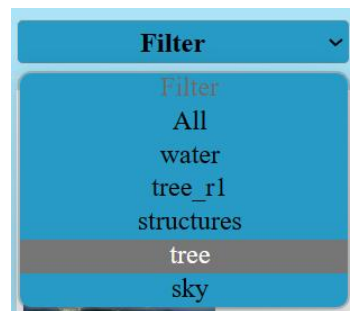 Filter
Filter
All
water
tree_r1
structures
tree
sky